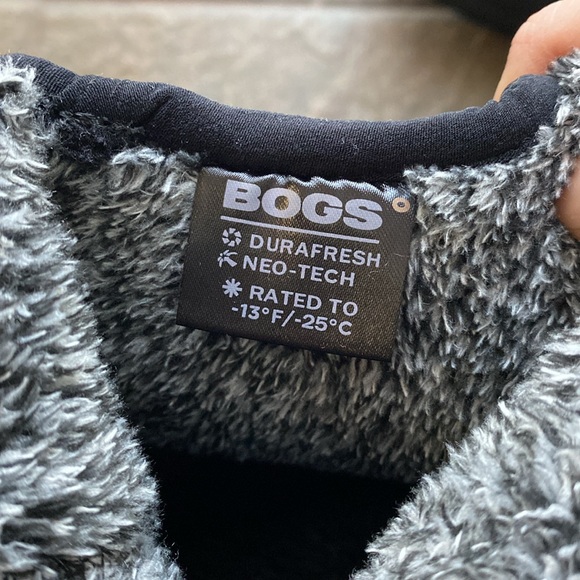 BOGS
DURAFRESH
NEO-TECH
RATED TO
-13°F/-25°C